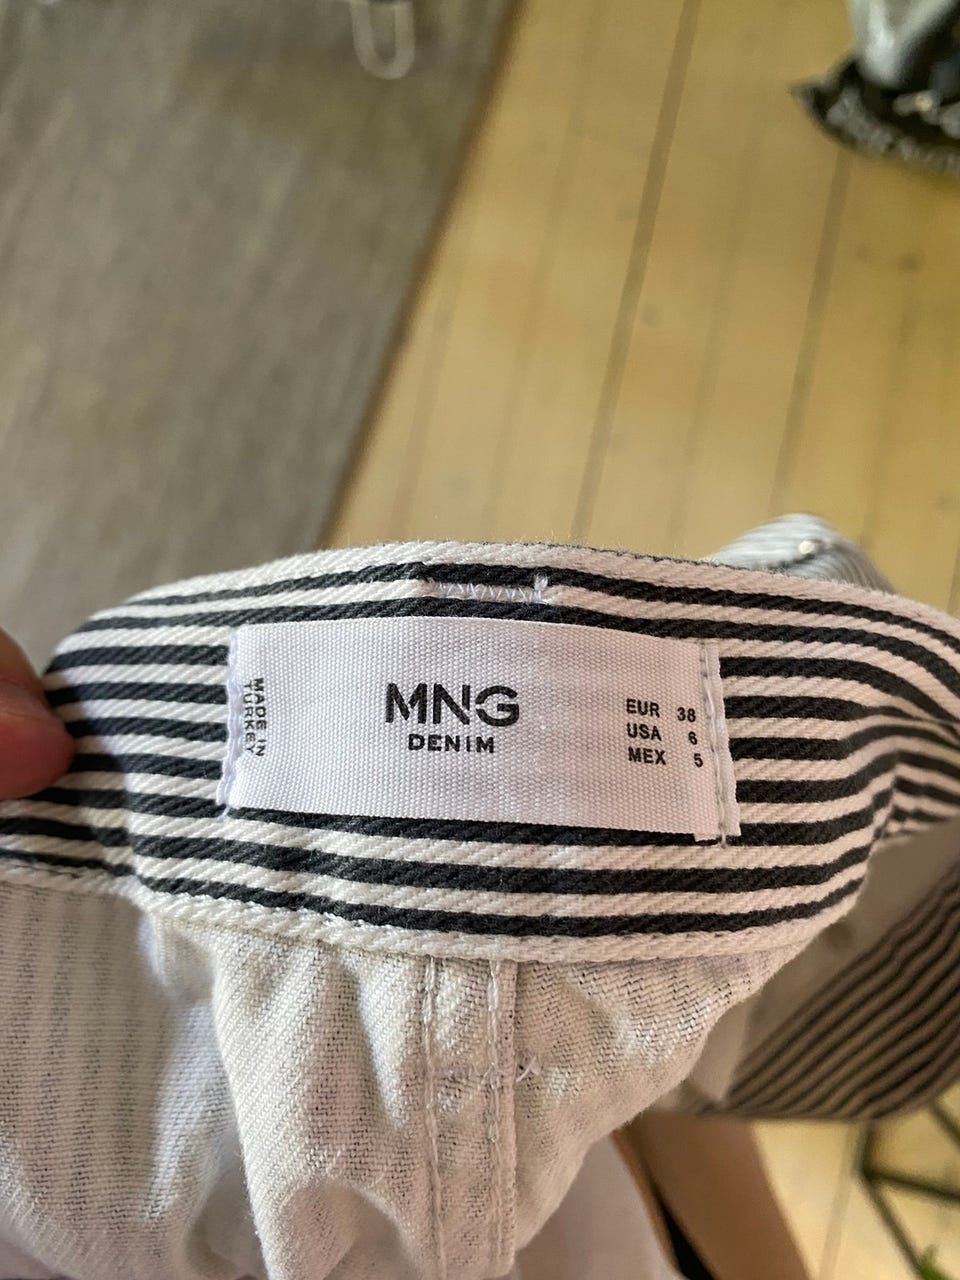 MADE IN
TURKEY
MNG
DENIM
EUR 38
USA 6
MEX 5